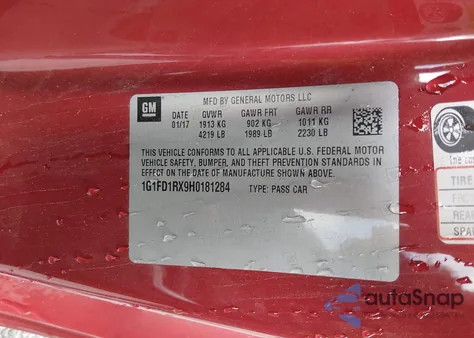 GM
MFD BY GENERAL MOTORS LLC
DATE GVWR GAWR FRT GAWR RR
01/17 1913 KG 902 KG 1011 KG
4219 LB 1989 LB 2230 LB
THIS VEHICLE CONFORMS TO ALL APPLICABLE U.S. FEDERAL MOTOR
VEHICLE SAFETY, BUMPER, AND THEFT PREVENTION STANDARDS IN
EFFECT ON THE DATE OF MANUFACTURE SHOWN ABOVE.
1G1FD1RX9H0181284 TYPE: PASS CAR
TIRE
SPA
autoSnap